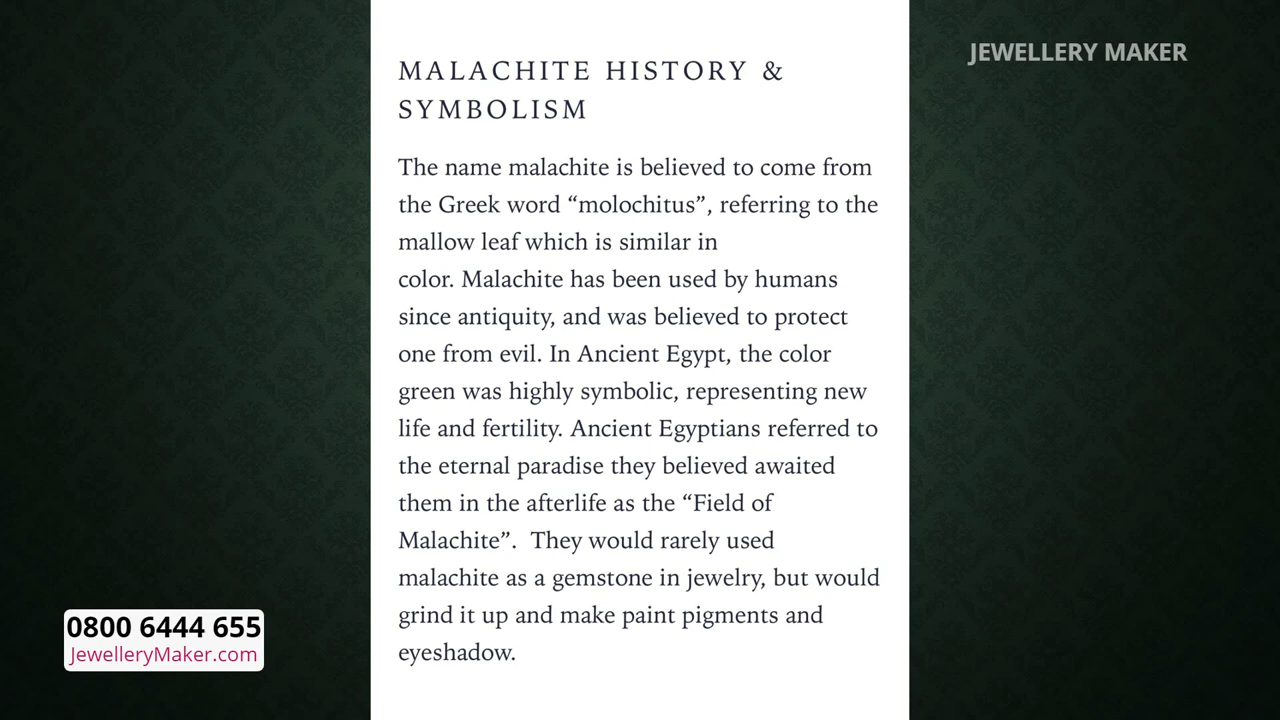 MALACHITE HISTORY &
SYMBOLISM
The name malachite is believed to come from
the Greek word “molochitus”, referring to the
mallow leaf which is similar in
color. Malachite has been used by humans
since antiquity, and was believed to protect
one from evil. In Ancient Egypt, the color
green was highly symbolic, representing new
life and fertility. Ancient Egyptians referred to
the eternal paradise they believed awaited
them in the afterlife as the “Field of
Malachite”.  They would rarely used
malachite as a gemstone in jewelry, but would
grind it up and make paint pigments and
eyeshadow.
JEWELLERY MAKER
0800 6444 655
JewelleryMaker.com